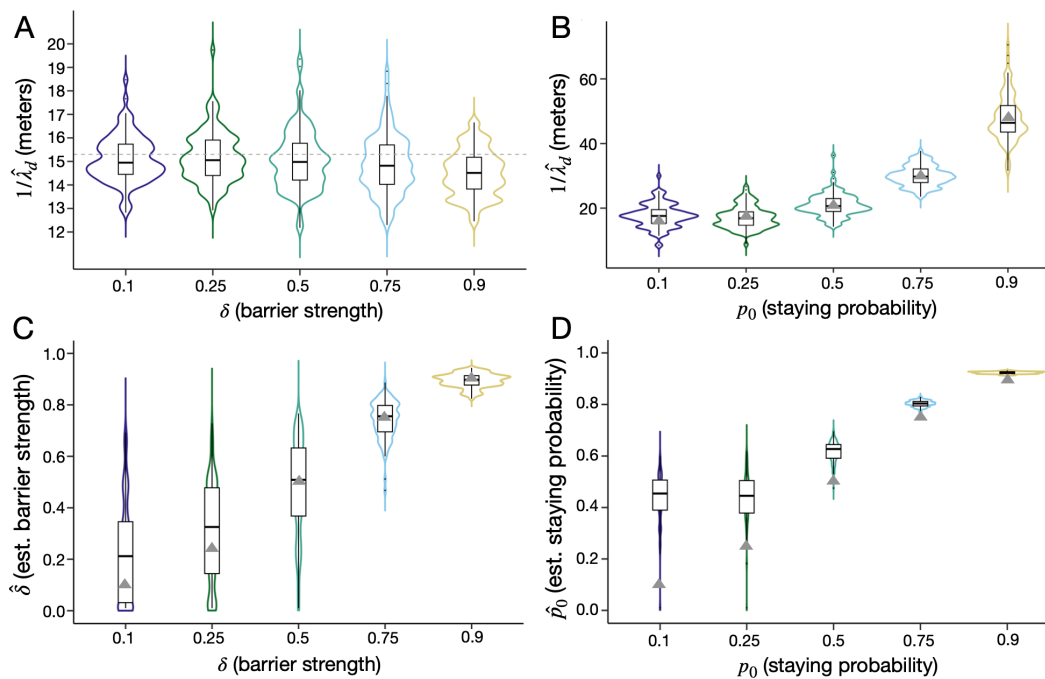 A
1/λ̂_d (meters)
20
19
18
17
16
15
14
13
12
0.1 0.25 0.5 0.75 0.9
δ (barrier strength)
B
1/λ̂_d (meters)
60
40
20
0.1 0.25 0.5 0.75 0.9
p₀ (staying probability)
C
δ̂ (est. barrier strength)
1.0
0.8
0.6
0.4
0.2
0.0
0.1 0.25 0.5 0.75 0.9
δ (barrier strength)
D
p̂₀ (est. staying probability)
1.0
0.8
0.6
0.4
0.2
0.0
0.1 0.25 0.5 0.75 0.9
p₀ (staying probability)